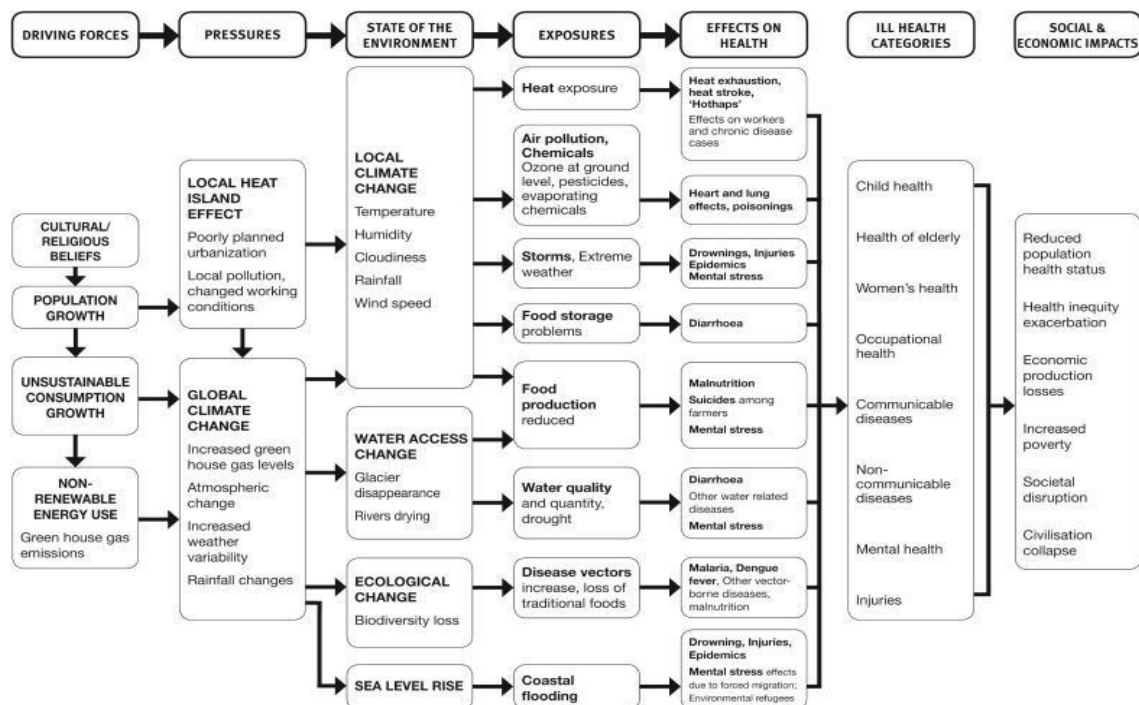 DRIVING FORCES
PRESSURES
STATE OF THE
ENVIRONMENT
EXPOSURES
EFFECTS ON
HEALTH
ILL HEALTH
CATEGORIES
SOCIAL &
ECONOMIC IMPACTS
CULTURAL/
RELIGIOUS
BELIEFS
POPULATION
GROWTH
UNSUSTAINABLE
CONSUMPTION
GROWTH
NON-
RENEWABLE
ENERGY USE
Green house gas
emissions
LOCAL HEAT
ISLAND
EFFECT
Poorly planned
urbanization
Local pollution,
changed working
conditions
GLOBAL
CLIMATE
CHANGE
Increased green
house gas levels
Atmospheric
change
Increased
weather
variability
Rainfall changes
LOCAL
CLIMATE
CHANGE
Temperature
Humidity
Cloudiness
Rainfall
Wind speed
WATER ACCESS
CHANGE
Glacier
disappearance
Rivers drying
ECOLOGICAL
CHANGE
Biodiversity loss
SEA LEVEL RISE
Heat exposure
Air pollution,
Chemicals
Ozone at ground
level, pesticides,
evaporating
chemicals
Storms, Extreme
weather
Food storage
problems
Food
production
reduced
Water quality
and quantity,
drought
Disease vectors
increase, loss of
traditional foods
Coastal
flooding
Heat exhaustion,
heat stroke,
'Hothaps'
Effects on workers
and chronic disease
cases
Heart and lung
effects, poisonings
Drownings, Injuries
Epidemics
Mental stress
Diarrhoea
Malnutrition
Suicides among
farmers
Mental stress
Diarrhoea
Other water related
diseases
Mental stress
Malaria, Dengue
fever, Other vector-
borne diseases,
malnutrition
Drowning, Injuries,
Epidemics
Mental stress effects
due to forced migration;
Environmental refugees
Child health
Health of elderly
Women's health
Occupational
health
Communicable
diseases
Non-
communicable
diseases
Mental health
Injuries
Reduced
population
health status
Health inequity
exacerbation
Economic
production
losses
Increased
poverty
Societal
disruption
Civilisation
collapse